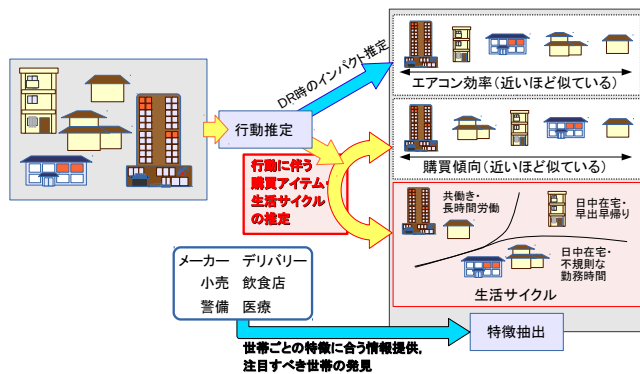 DR時のインパクト推定
エアコン効率（近いほど似ている）
行動推定
行動に伴う
購買アイテム・
生活サイクル
の推定
購買傾向（近いほど似ている）
共働き・
長時間労働
日中在宅・
早出早帰り
日中在宅・
不規則な
勤務時間
生活サイクル
メーカー デリバリー
小売 飲食店
警備 医療
特徴抽出
世帯ごとの特徴に合う情報提供,
注目すべき世帯の発見